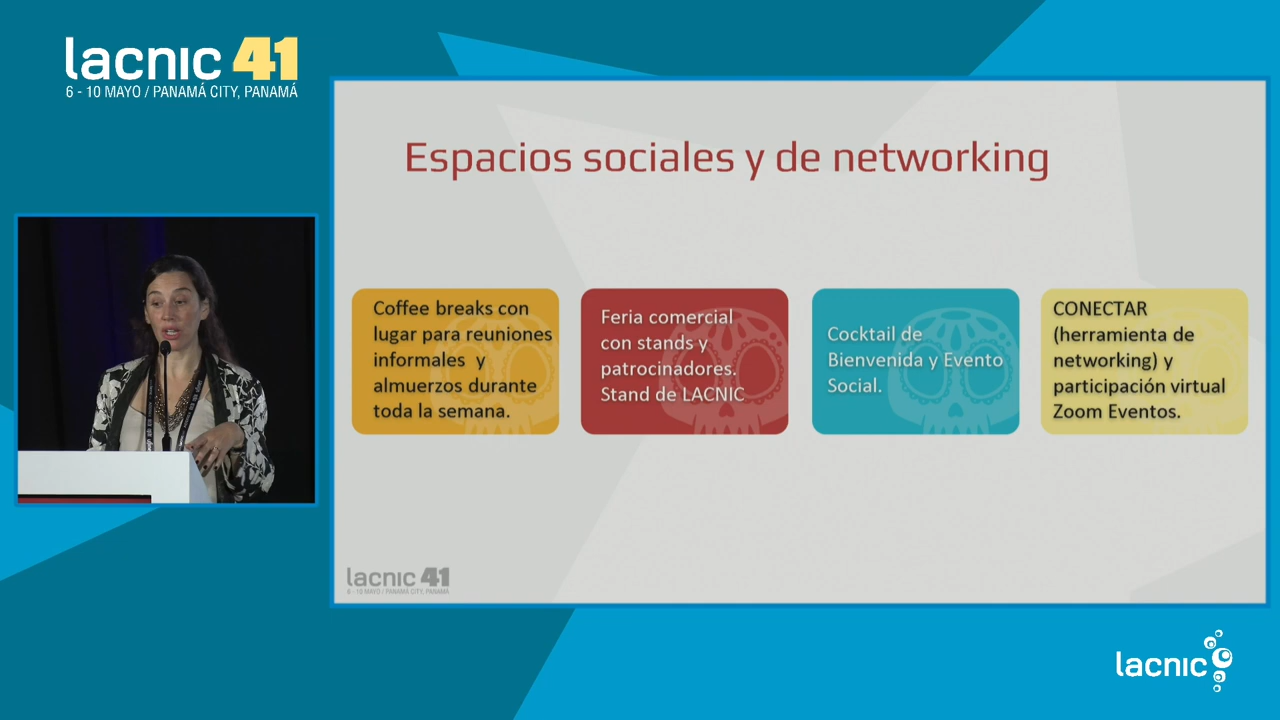 lacnic 41
6 - 10 MAYO / PANAMÁ CITY, PANAMÁ
Espacios sociales y de networking
Coffee breaks con
lugar para reuniones
informales y
almuerzos durante
toda la semana.
Feria comercial
con stands y
patrocinadores.
Stand de LACNIC
Cocktail de
Bienvenida y Evento
Social.
CONECTAR
(herramienta de
networking) y
participación virtual
Zoom Eventos.
lacnic 41
6 - 10 MAYO / PANAMÁ CITY, PANAMÁ
lacnic